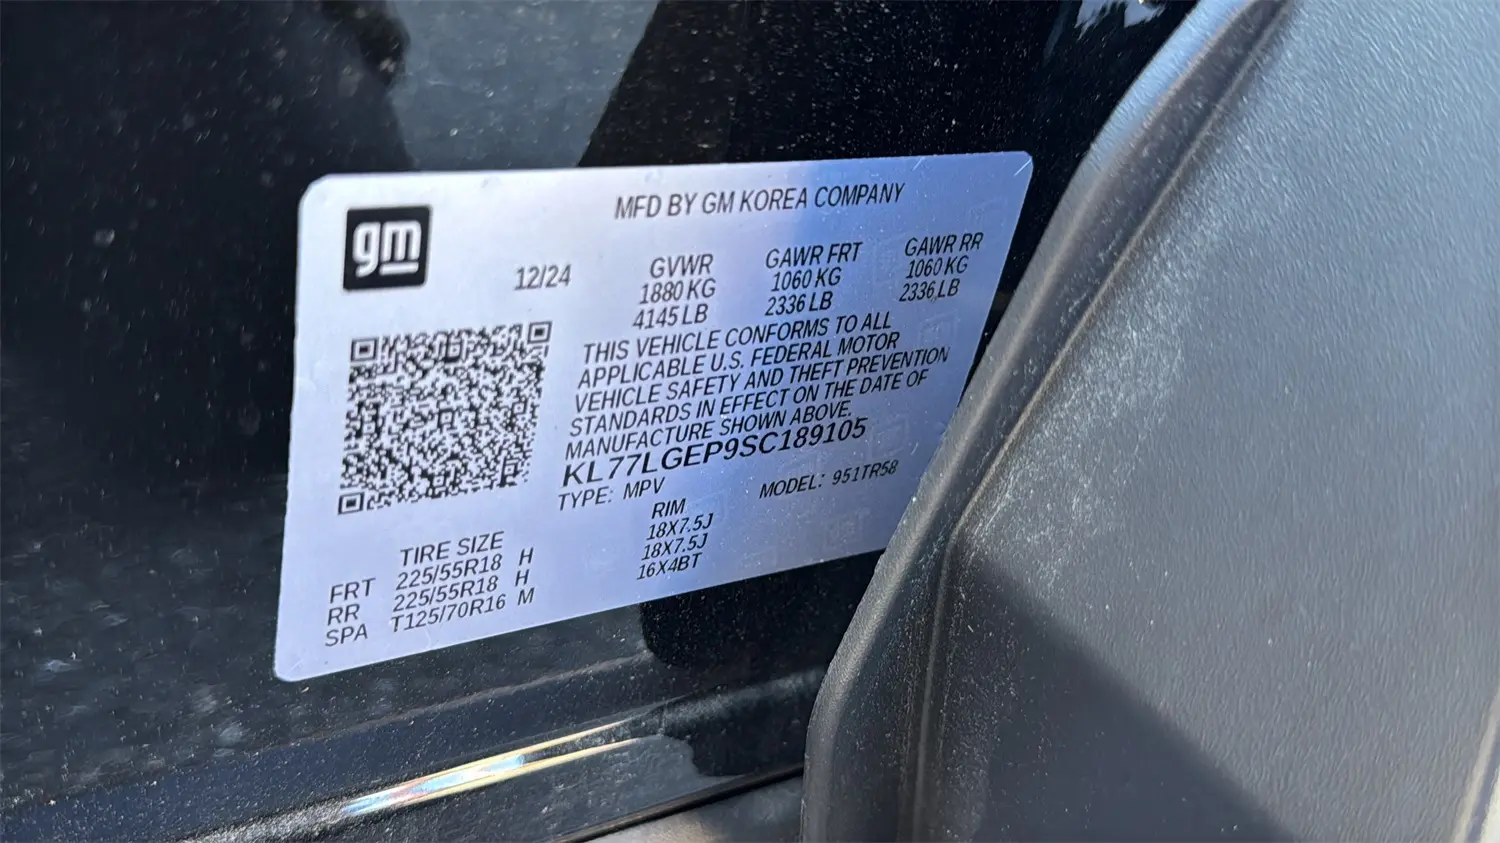 gm
MFD BY GM KOREA COMPANY
12/24
GVWR GAWR FRT GAWR RR
1880 KG 1060 KG 1060 KG
4145 LB 2336 LB 2336 LB
THIS VEHICLE CONFORMS TO ALL
APPLICABLE U.S. FEDERAL MOTOR
VEHICLE SAFETY AND THEFT PREVENTION
STANDARDS IN EFFECT ON THE DATE OF
MANUFACTURE SHOWN ABOVE.
KL77LGEP9SC189105
TYPE: MPV MODEL: 951TR58
TIRE SIZE RIM
FRT 225/55R18 H 18X7.5J
RR 225/55R18 H 18X7.5J
SPA T125/70R16 M 16X4BT